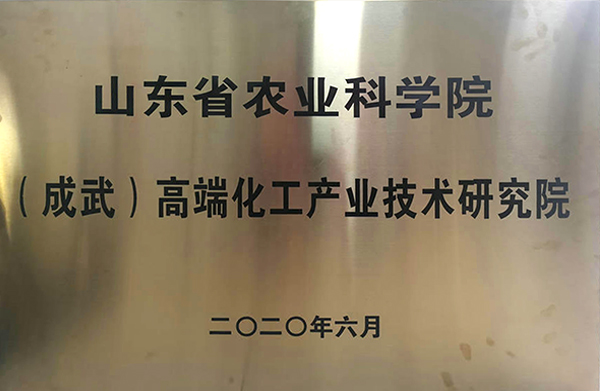 山东省农业科学院
（成武）高端化工产业技术研究院
二〇二〇年六月